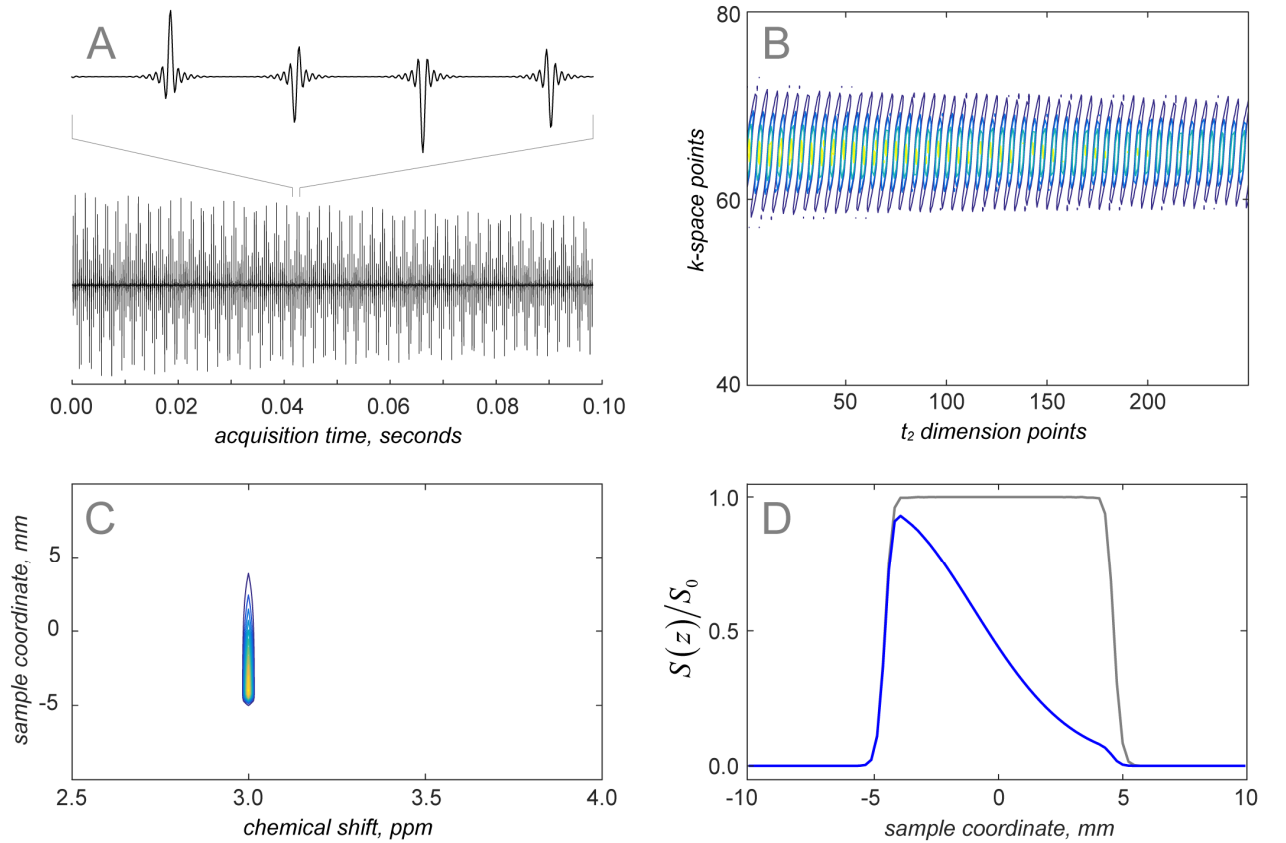 A
0.00 0.02 0.04 0.06 0.08 0.10
acquisition time, seconds
B
80
60
40
k-space points
50 100 150 200
t₂ dimension points
C
5
0
-5
sample coordinate, mm
2.5 3.0 3.5 4.0
chemical shift, ppm
D
1.0
0.5
0.0
S(z)/S₀
-10 -5 0 5 10
sample coordinate, mm